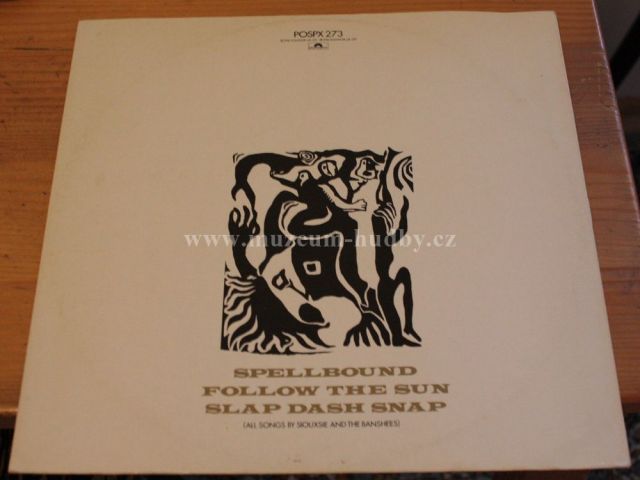 POSPX 273
www.muzeum-hudby.cz
SPELLBOUND
FOLLOW THE SUN
SLAP DASH SNAP
(ALL SONGS BY SIOUXSIE AND THE BANSHEES)